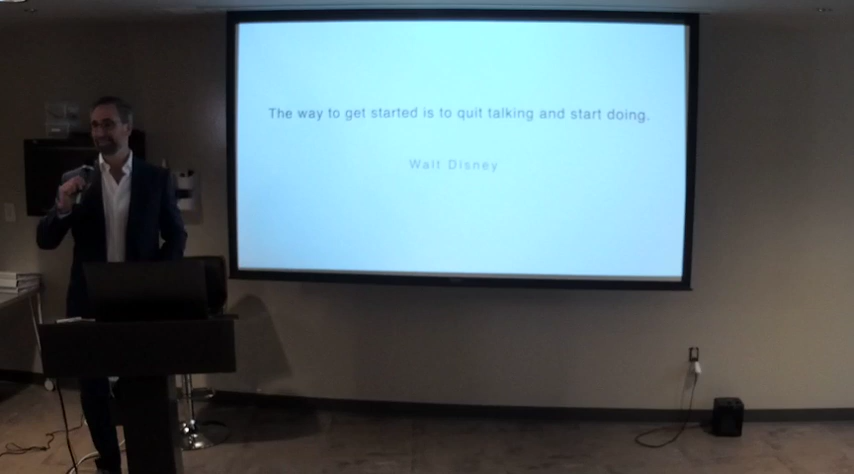 The way to get started is to quit talking and start doing.
Walt Disney